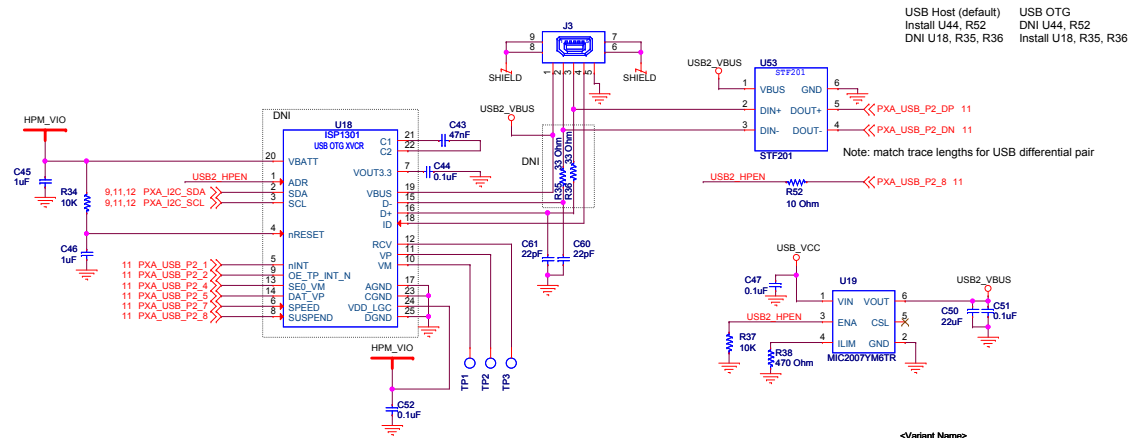 USB Host (default) USB OTG
Install U44, R52 DNI U44, R52
DNI U18, R35, R36 Install U18, R35, R36
J3
9
8
7
6
SHIELD
SHIELD
1
2
3
4
5
USB2_VBUS
USB2_VBUS
U53
STF201
1 VBUS GND 6
2 DIN+ DOUT+ 5 PXA_USB_P2_DP 11
3 DIN- DOUT- 4 PXA_USB_P2_DN 11
STF201
Note: match trace lengths for USB differential pair
USB2_HPEN
PXA_USB_P2_8 11
R52
10 Ohm
DNI
R35 33 Ohm
R36 33 Ohm
DNI
U18
ISP1301
USB OTG XVCR
HPM_VIO
C45
1uF
R34
10K
C46
1uF
20 VBATT
USB2_HPEN 1 ADR
9,11,12 PXA_I2C_SDA 2 SDA
9,11,12 PXA_I2C_SCL 3 SCL
4 nRESET
11 PXA_USB_P2_1 5 nINT
11 PXA_USB_P2_2 9 OE_TP_INT_N
11 PXA_USB_P2_4 13 SE0_VM
11 PXA_USB_P2_5 14 DAT_VP
11 PXA_USB_P2_7 6 SPEED
11 PXA_USB_P2_8 8 SUSPEND
C1 21
C2 22
C43
47nF
VOUT3.3 7
C44
0.1uF
VBUS 19
D- 15
D+ 16
ID 18
RCV 12
VP 11
VM 10
AGND 17
CGND 23
VDD_LGC 24
DGND 25
C61
22pF
C60
22pF
HPM_VIO
C52
0.1uF
TP1
TP2
TP3
USB_VCC
C47
0.1uF
U19
1 VIN VOUT 6
USB2_HPEN 3 ENA CSL 5
4 ILIM GND 2
MIC2007YM6TR
R37
10K
R38
470 Ohm
USB2_VBUS
C50
22uF
C51
0.1uF
<Variant Name>